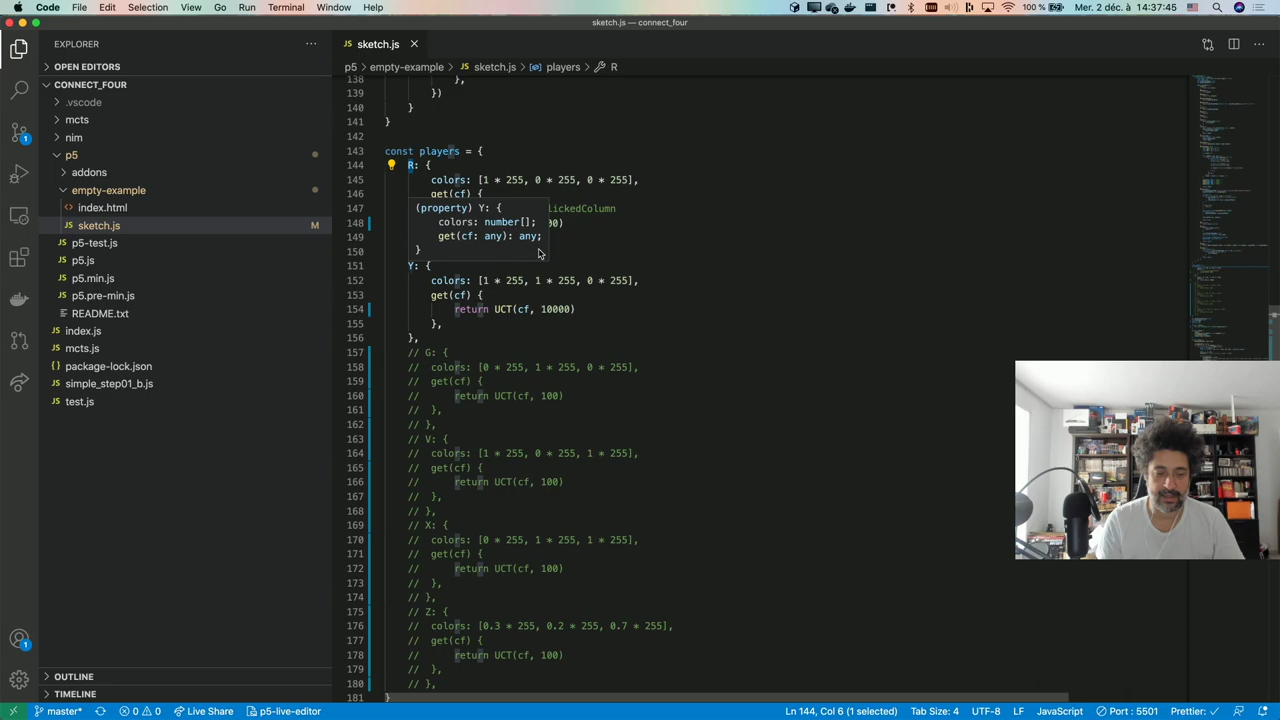 Code File Edit Selection View Go Run Terminal Window Help 100 % Mer. 2 déc. à 14:37:45
sketch.js — connect_four
EXPLORER
sketch.js
OPEN EDITORS
p5 > empty-example > sketch.js > players > R
CONNECT_FOUR
.vscode
mcts
nim
p5
addons
empty-example
index.html
sketch.js M
p5-test.js
p5.js
p5.min.js
p5.pre-min.js
README.txt
index.js
mcts.js
package-lock.json
simple_step01_b.js
test.js
OUTLINE
TIMELINE
138 },
139 })
140 }
141 }
142
143 const players = {
144 R: {
145 colors: [1 * 255, 0 * 255, 0 * 255],
146 get(cf) {
147 lickedColumn
148 00)
149
150
(property) Y: {
colors: number[];
get(cf: any): any;
}
151 Y: {
152 colors: [1 * 255, 1 * 255, 0 * 255],
153 get(cf) {
154 return UCT(cf, 10000)
155 },
156 },
157 // G: {
158 // colors: [0 * 255, 1 * 255, 0 * 255],
159 // get(cf) {
160 // return UCT(cf, 100)
161 // },
162 // },
163 // V: {
164 // colors: [1 * 255, 0 * 255, 1 * 255],
165 // get(cf) {
166 // return UCT(cf, 100)
167 // },
168 // },
169 // X: {
170 // colors: [0 * 255, 1 * 255, 1 * 255],
171 // get(cf) {
172 // return UCT(cf, 100)
173 // },
174 // },
175 // Z: {
176 // colors: [0.3 * 255, 0.2 * 255, 0.7 * 255],
177 // get(cf) {
178 // return UCT(cf, 100)
179 // },
180 // },
181 }
master* 0 0 Live Share p5-live-editor Ln 144, Col 6 (1 selected) Tab Size: 4 UTF-8 LF JavaScript Port : 5501 Prettier: ✓